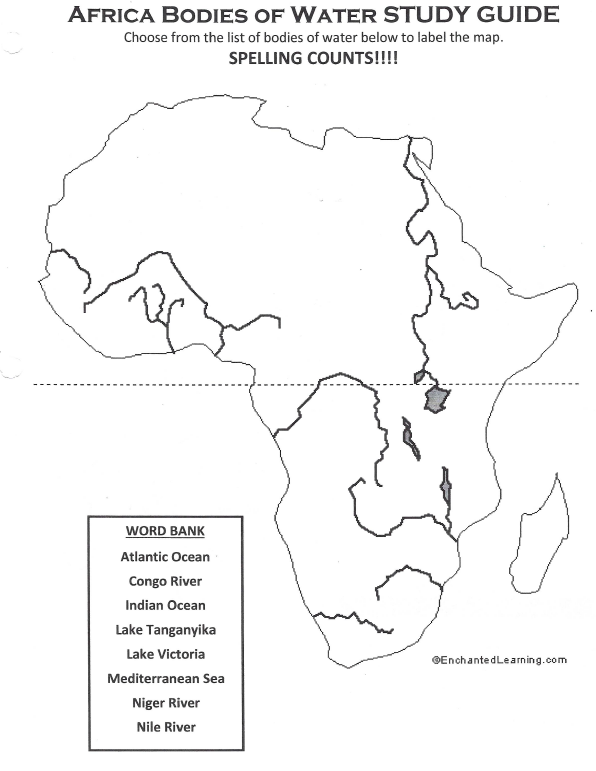 AFRICA BODIES OF WATER STUDY GUIDE
Choose from the list of bodies of water below to label the map.
SPELLING COUNTS!!!!
WORD BANK
Atlantic Ocean
Congo River
Indian Ocean
Lake Tanganyika
Lake Victoria
Mediterranean Sea
Niger River
Nile River
©EnchantedLearning.com